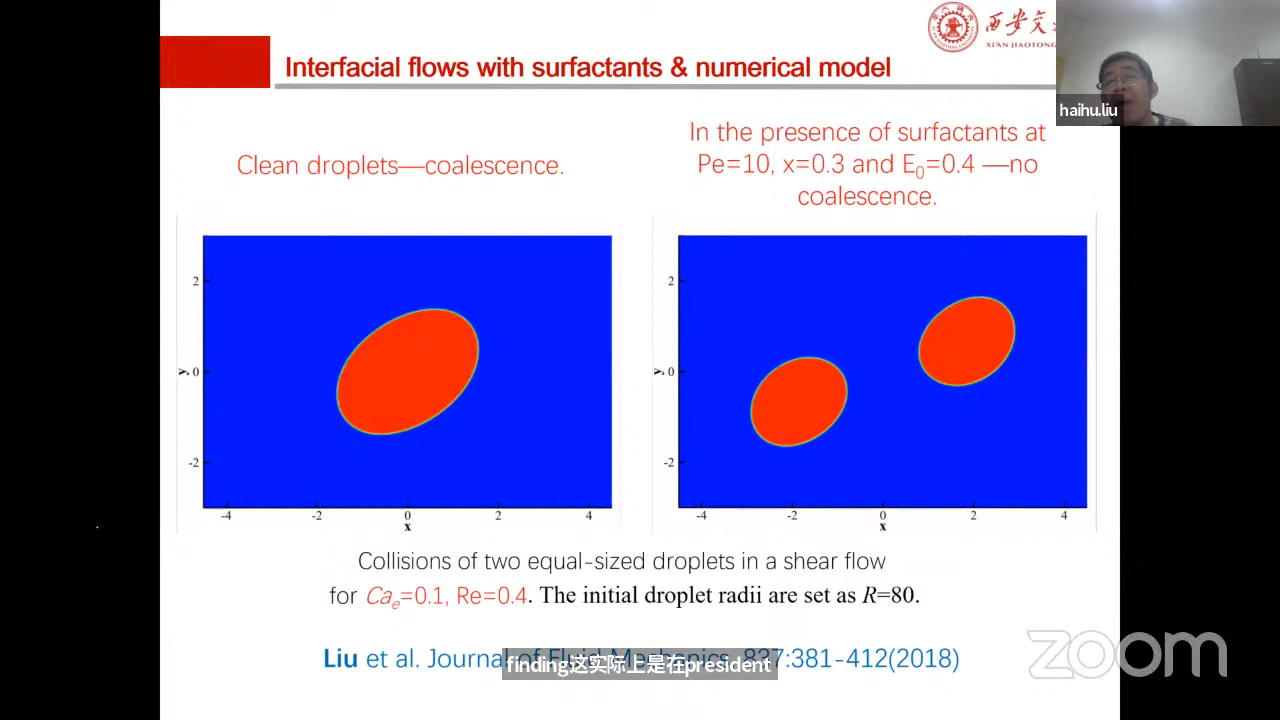 西安交
XI'AN JIAOTONG
Interfacial flows with surfactants & numerical model
haihu.liu
Clean droplets—coalescence.
In the presence of surfactants at
Pe=10, x=0.3 and E0=0.4 —no
coalescence.
y
2
0
-2
-4 -2 0 2 4
x
y
2
0
-2
-4 -2 0 2 4
x
Collisions of two equal-sized droplets in a shear flow
for Cae=0.1, Re=0.4. The initial droplet radii are set as R=80.
Liu et al. Journal of Fluid Mechanics, 837:381-412(2018)
finding这实际上是在president
zoom